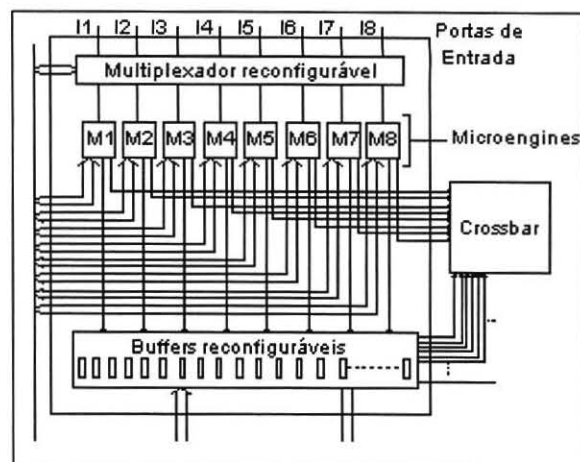 I1 I2 I3 I4 I5 I6 I7 I8
Portas de
Entrada
Multiplexador reconfigurável
M1 M2 M3 M4 M5 M6 M7 M8
Microengines
Crossbar
Buffers reconfiguráveis